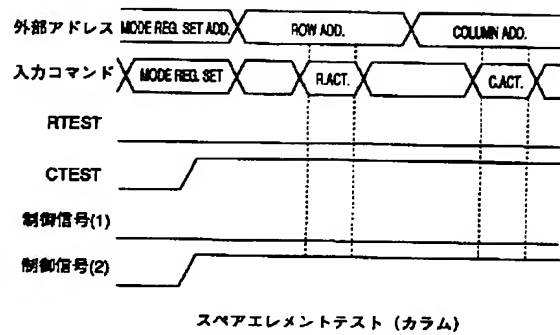 外部アドレス MODE REG. SET ADD. ROW ADD. COLUMN ADD.
入力コマンド MODE REG. SET R.ACT. C.ACT.
RTEST
CTEST
制御信号(1)
制御信号(2)
スペアエレメントテスト (カラム)